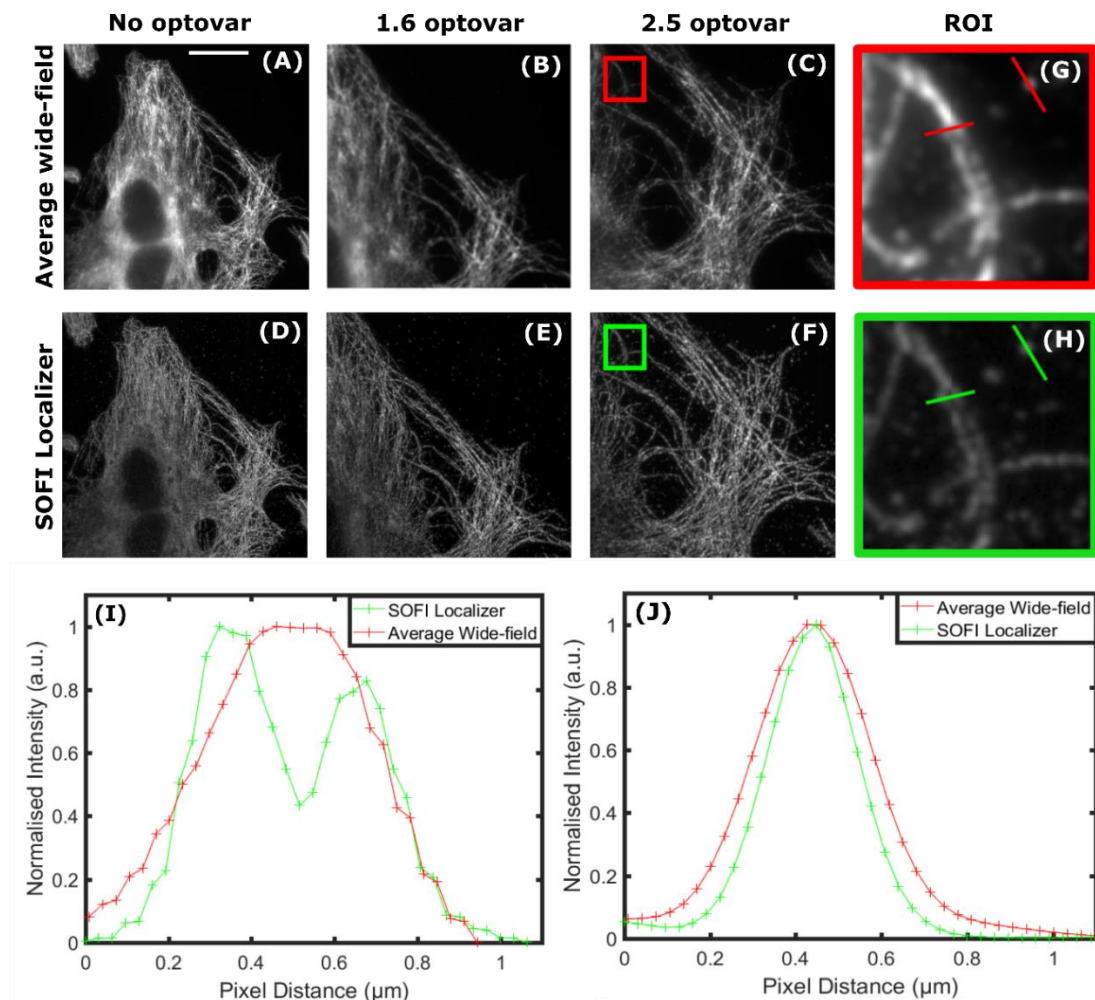 No optovar 1.6 optovar 2.5 optovar ROI
Average wide-field
(A) (B) (C) (G)
SOFI Localizer
(D) (E) (F) (H)
(I)
SOFI Localizer
Average Wide-field
Normalised Intensity (a.u.)
1
0.8
0.6
0.4
0.2
0
0 0.2 0.4 0.6 0.8 1
Pixel Distance (μm)
(J)
Average Wide-field
SOFI Localizer
Normalised Intensity (a.u.)
1
0.8
0.6
0.4
0.2
0
0 0.2 0.4 0.6 0.8 1
Pixel Distance (μm)